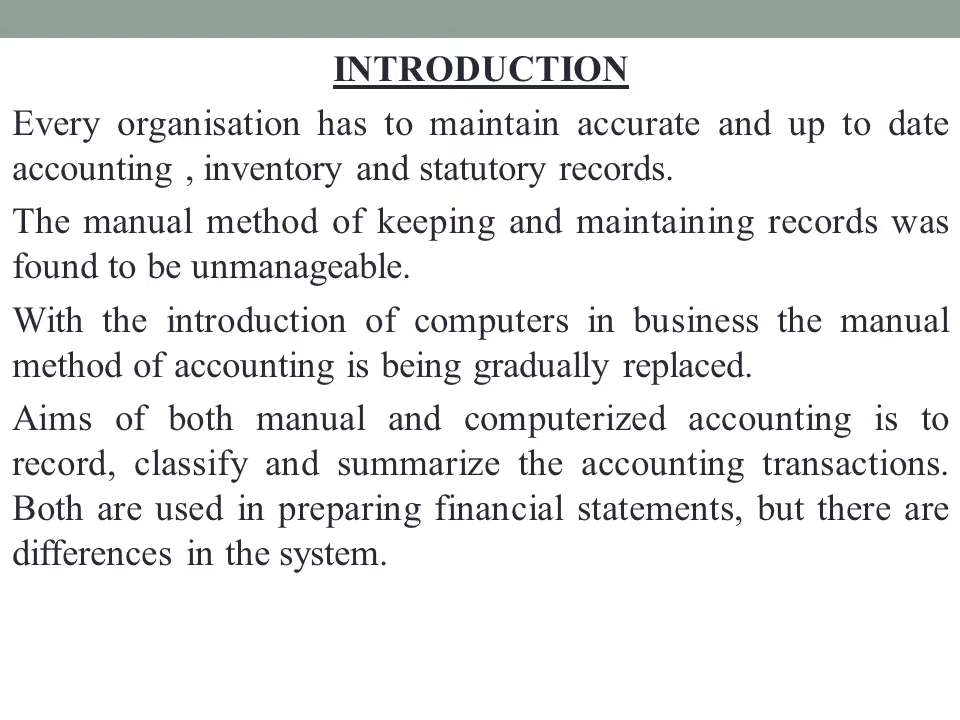 INTRODUCTION
Every organisation has to maintain accurate and up to date
accounting , inventory and statutory records.
The manual method of keeping and maintaining records was
found to be unmanageable.
With the introduction of computers in business the manual
method of accounting is being gradually replaced.
Aims of both manual and computerized accounting is to
record, classify and summarize the accounting transactions.
Both are used in preparing financial statements, but there are
differences in the system.